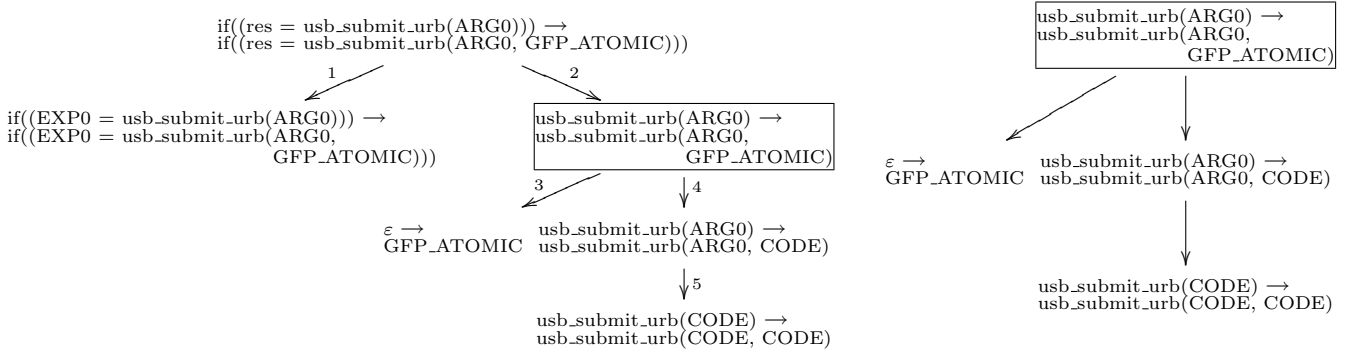 if((res = usb_submit_urb(ARG0))) →
if((res = usb_submit_urb(ARG0, GFP_ATOMIC)))
1
2
if((EXP0 = usb_submit_urb(ARG0))) →
if((EXP0 = usb_submit_urb(ARG0,
GFP_ATOMIC)))
usb_submit_urb(ARG0) →
usb_submit_urb(ARG0,
GFP_ATOMIC)
3
4
ε →
GFP_ATOMIC
usb_submit_urb(ARG0) →
usb_submit_urb(ARG0, CODE)
5
usb_submit_urb(CODE) →
usb_submit_urb(CODE, CODE)
usb_submit_urb(ARG0) →
usb_submit_urb(ARG0,
GFP_ATOMIC)
ε →
GFP_ATOMIC
usb_submit_urb(ARG0) →
usb_submit_urb(ARG0, CODE)
usb_submit_urb(CODE) →
usb_submit_urb(CODE, CODE)